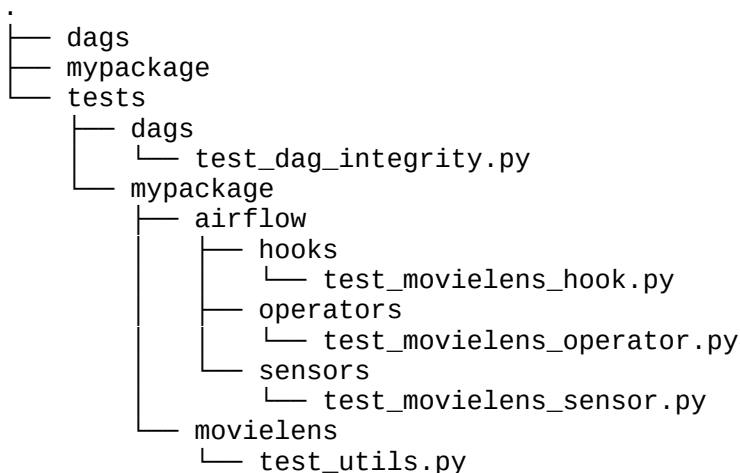 .
├── dags
├── mypackage
└── tests
    ├── dags
    │   └── test_dag_integrity.py
    └── mypackage
        ├── airflow
        │   ├── hooks
        │   │   └── test_movielens_hook.py
        │   ├── operators
        │   │   └── test_movielens_operator.py
        │   └── sensors
        │       └── test_movielens_sensor.py
        └── movielens
            └── test_utils.py